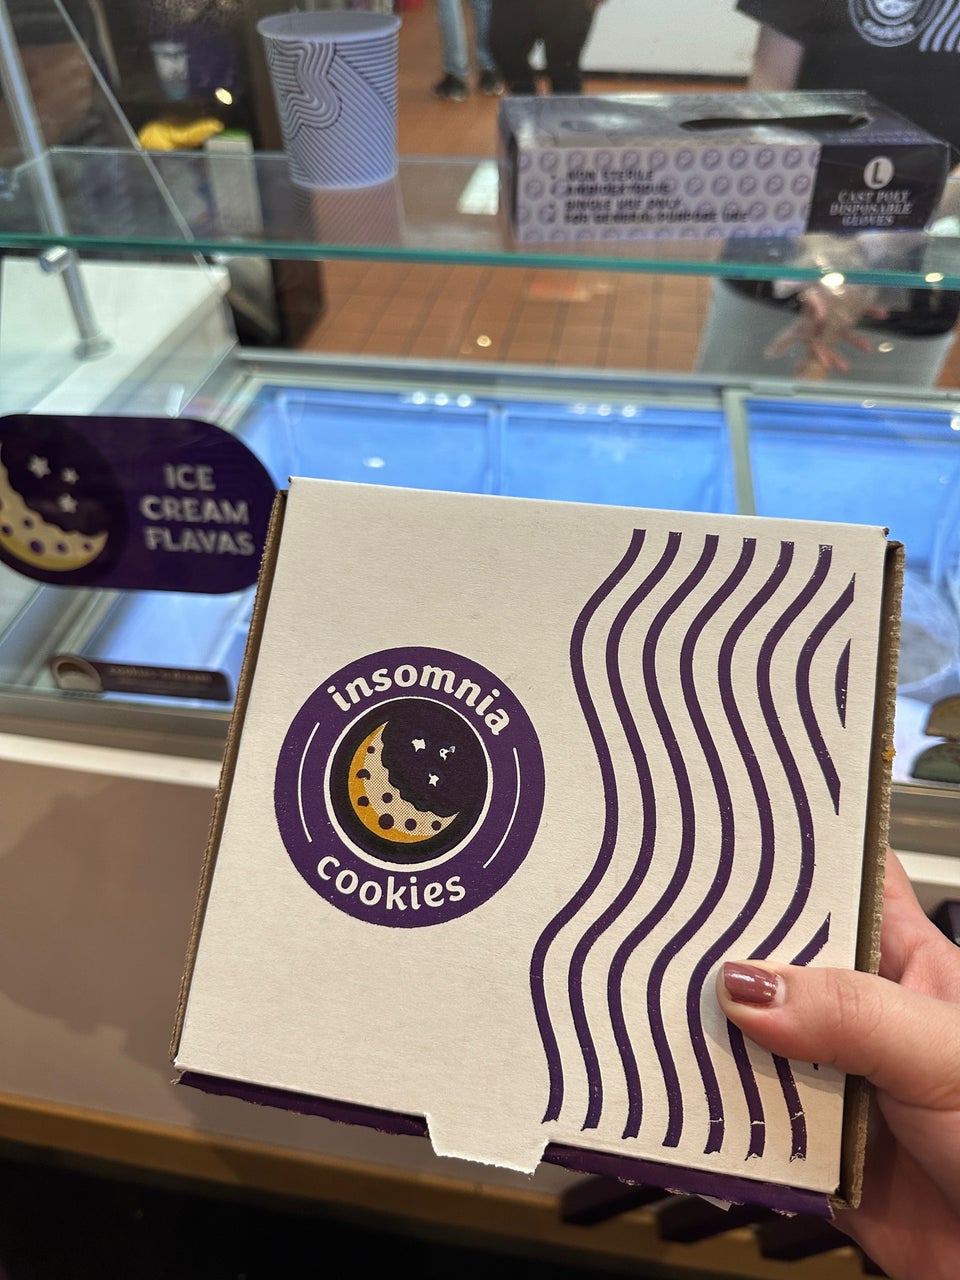 cookies
NON STERILE
AMBIDEXTROUS
SINGLE USE ONLY
FOR GENERAL PURPOSE USE
L
CAST POLY
DISPOSABLE
GLOVES
ICE
CREAM
FLAVAS
insomnia
cookies